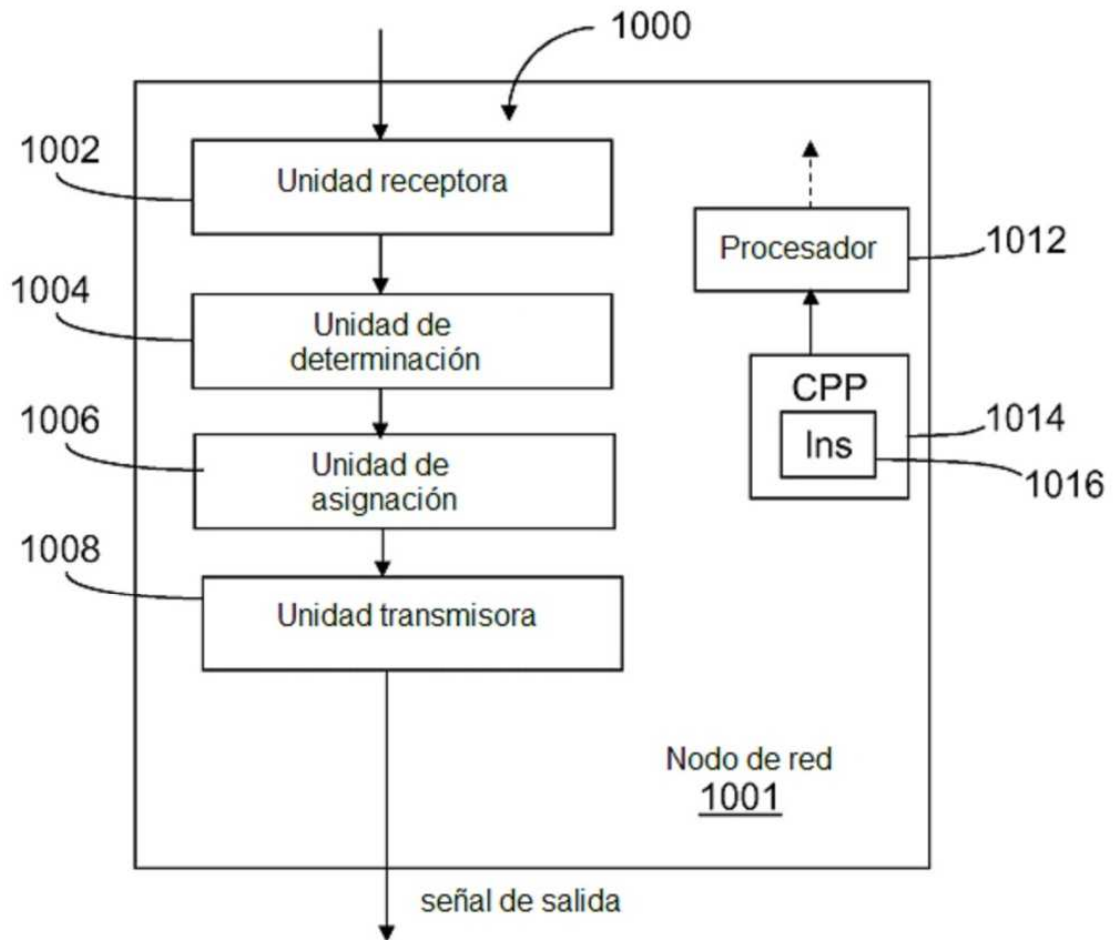 1000
1002
Unidad receptora
Procesador
1012
1004
Unidad de
determinación
CPP
1014
Ins
1016
1006
Unidad de
asignación
1008
Unidad transmisora
Nodo de red
1001
señal de salida